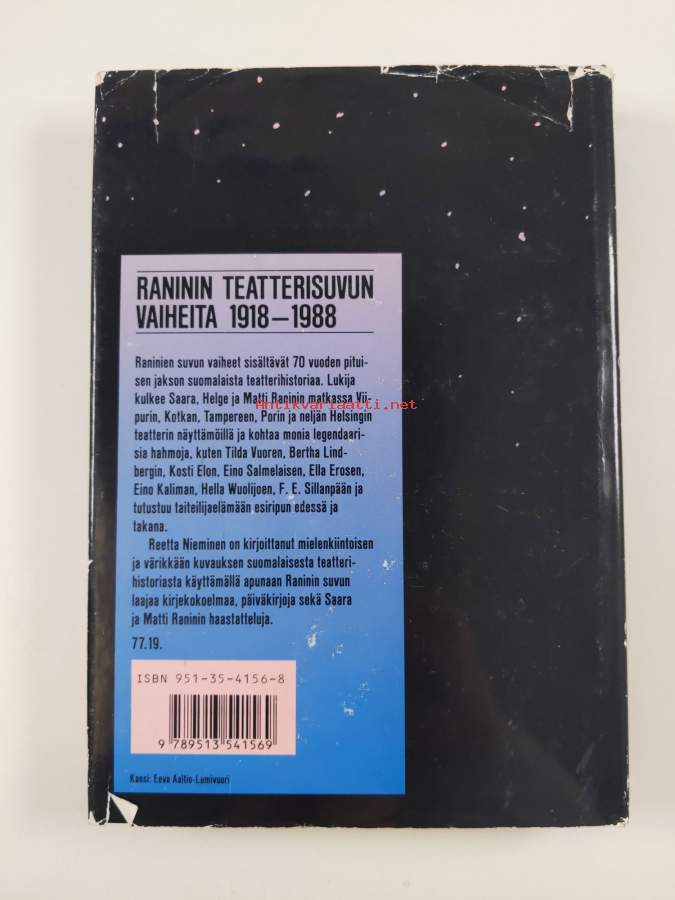 RANINin TEATTERISUVUN
VAIHEITA 1918–1988
Raninien suvun vaiheet sisältävät 70 vuoden pitui-
sen jakson suomalaista teatterihistoriaa. Lukija
kulkee Saara, Helge ja Matti Raninin matkassa Vii-
purin, Kotkan, Tampereen, Porin ja neljän Helsingin
teatterin näyttämöillä ja kohtaa monia legendaari-
sia hahmoja, kuten Tilda Vuoren, Bertha Lind-
bergin, Kosti Elon, Eino Salmelaisen, Ella Erosen,
Eino Kaliman, Hella Wuolijoen, F. E. Sillanpään ja
tutustuu taiteilijaelämään esiripun edessä ja
takana.
Reetta Nieminen on kirjoittanut mielenkiintoisen
ja värikkään kuvauksen suomalaisesta teatteri-
historiasta käyttämällä apunaan Raninin suvun
laajaa kirjekokoelmaa, päiväkirjoja sekä Saara
ja Matti Raninin haastatteluja.
77.19.
ISBN 951-35-4156-8
9 789513 541569
Kansi: Eeva Aaltio-Lumivuori
Antikvariaatti.net